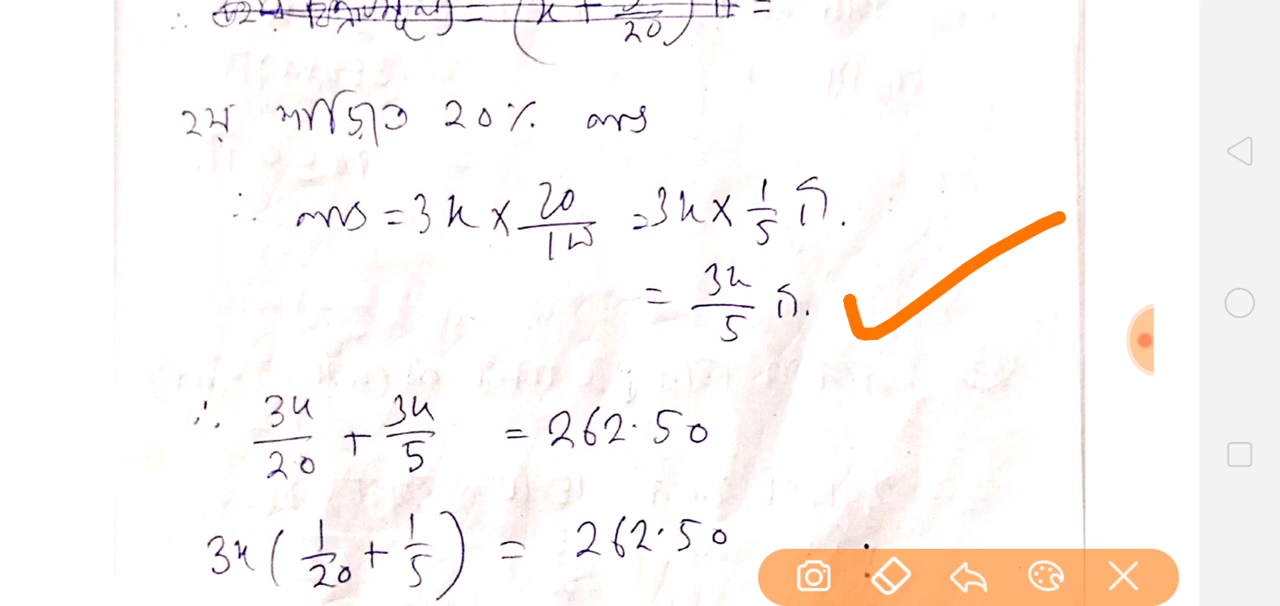 = ( x + /20 ) ট =
২য় শাড়িতে 20% লাভ
∴ লাভ = 3x × 20/100 = 3x × 1/5 ট.
= 3x/5 ট.
∴ 3x/20 + 3x/5 = 262.50
3x ( 1/20 + 1/5 ) = 262.50